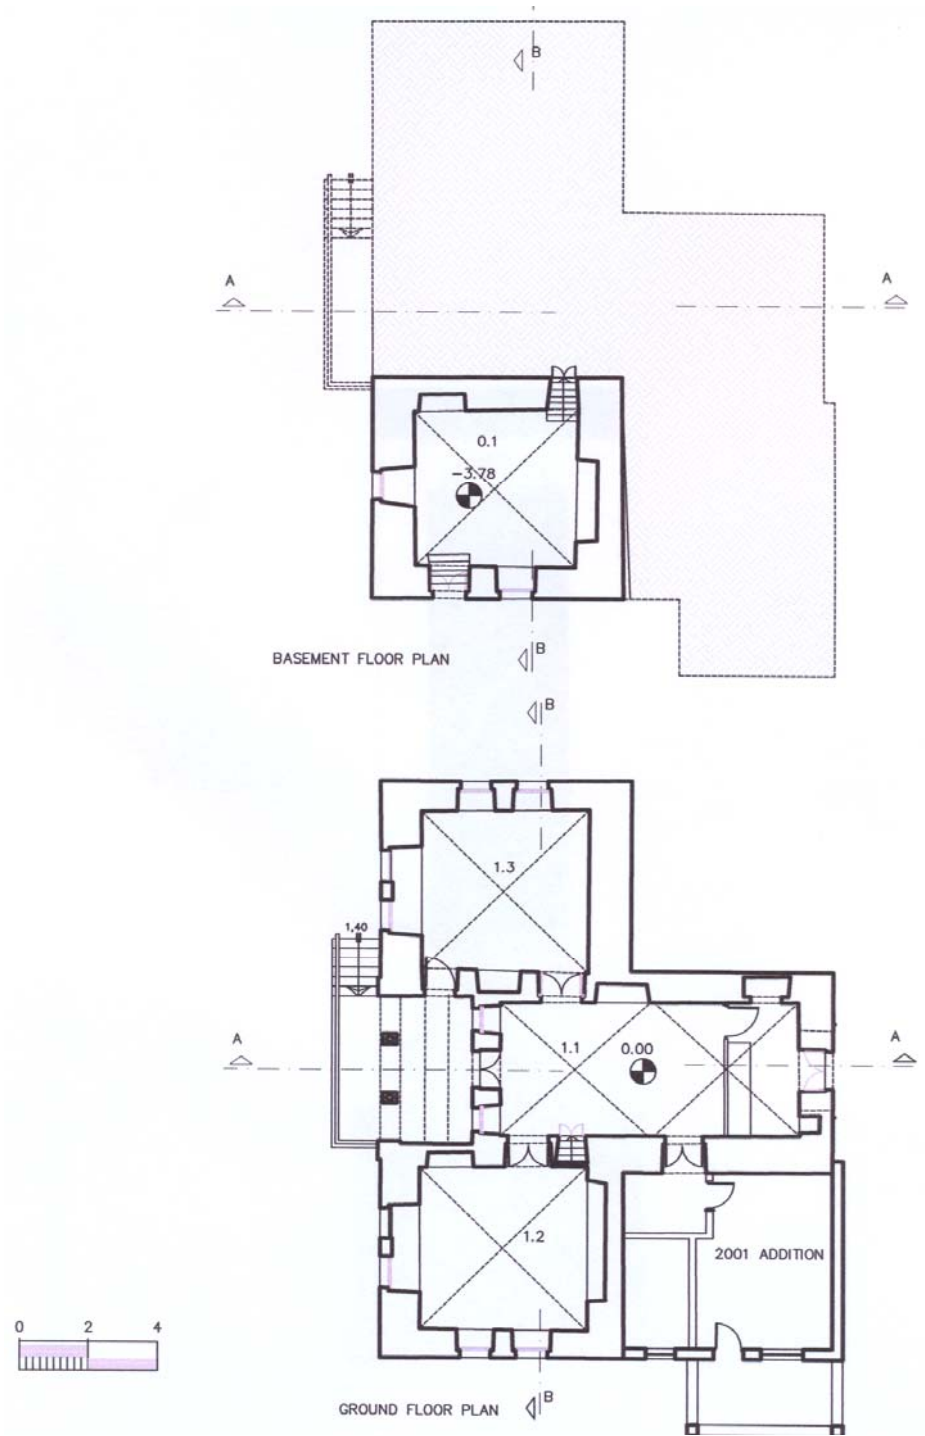 B
A
A
0.1
-3.78
BASEMENT FLOOR PLAN
B
B
1.3
1,40
A
1.1
0.00
A
1.2
2001 ADDITION
0 2 4
GROUND FLOOR PLAN
B